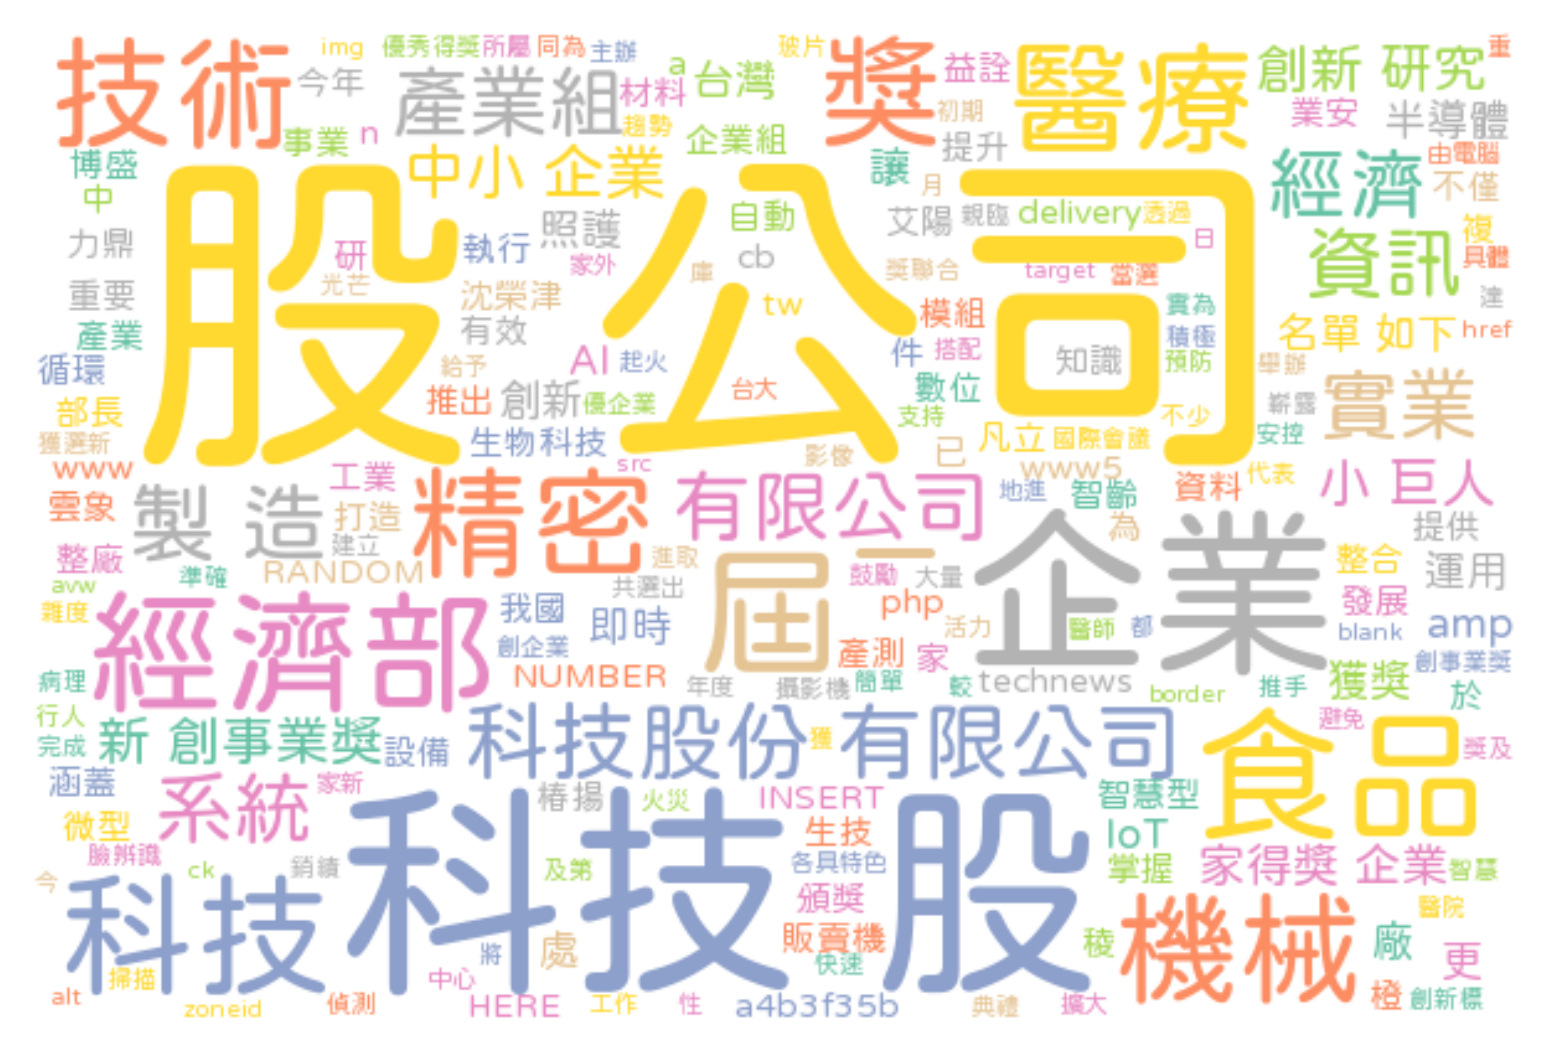 img 優秀得獎 所屬 同為 主辦 玻片 重
技術 今年 產業組 材料 a 台灣 獎 益詮 醫療 創新 研究
事業 n 趨勢 企業組 初期 提升 業安 半導體
博盛 中小 企業 讓 由電腦
中 月 經濟 不僅
股 公司
力鼎 研 執行 照護 自動 艾陽 親臨 delivery 透過 日 資訊 複
家外 cb 庫 獎聯合 target 當選 具體
重要 光芒 沈榮津 tw 模組 實為 達
產業 有效 件 搭配 積極 名單 如下 href
循環 給予 AI 起火 知識 預防 舉辦
部長 推出 創新 優企業 台大 數位 支持 不少 嶄露 實業
獲選新 生物科技 影像 已 凡立 國際會議 安控
www 工業 src www5 代表
雲象 製 造 打造 精密 有限公司 地進 智齡 資料 小 巨人
建立 為 提供
整廠 準確 RANDOM 進取 屆 一 鼓勵 大量 企業 整合 運用
avw 共選出
雜度 經濟部 我國 即時 php 發展
創企業 活力 醫師 都 blank amp
病理 NUMBER 年度 攝影機 產測 簡單 家 較 technews border 推手 獲獎 創事業獎 於
行人 避免
完成 新 創事業獎 設備 科技股份 獲 有限公司 食品 獎及
涵蓋 系統 家新 椿揚 火災 INSERT 智慧型
微型 生技 IoT
臉辨識 ck 銷績 科技 股 及第 各具特色 掌握 家得獎 企業 智慧
今 科技 頒獎 醫院
將 處 販賣機 稜 機械 廠 更
掃描 中心 快速
alt zoneid 偵測 HERE 工作 性 a4b3f35b 典禮 擴大 橙 創新標